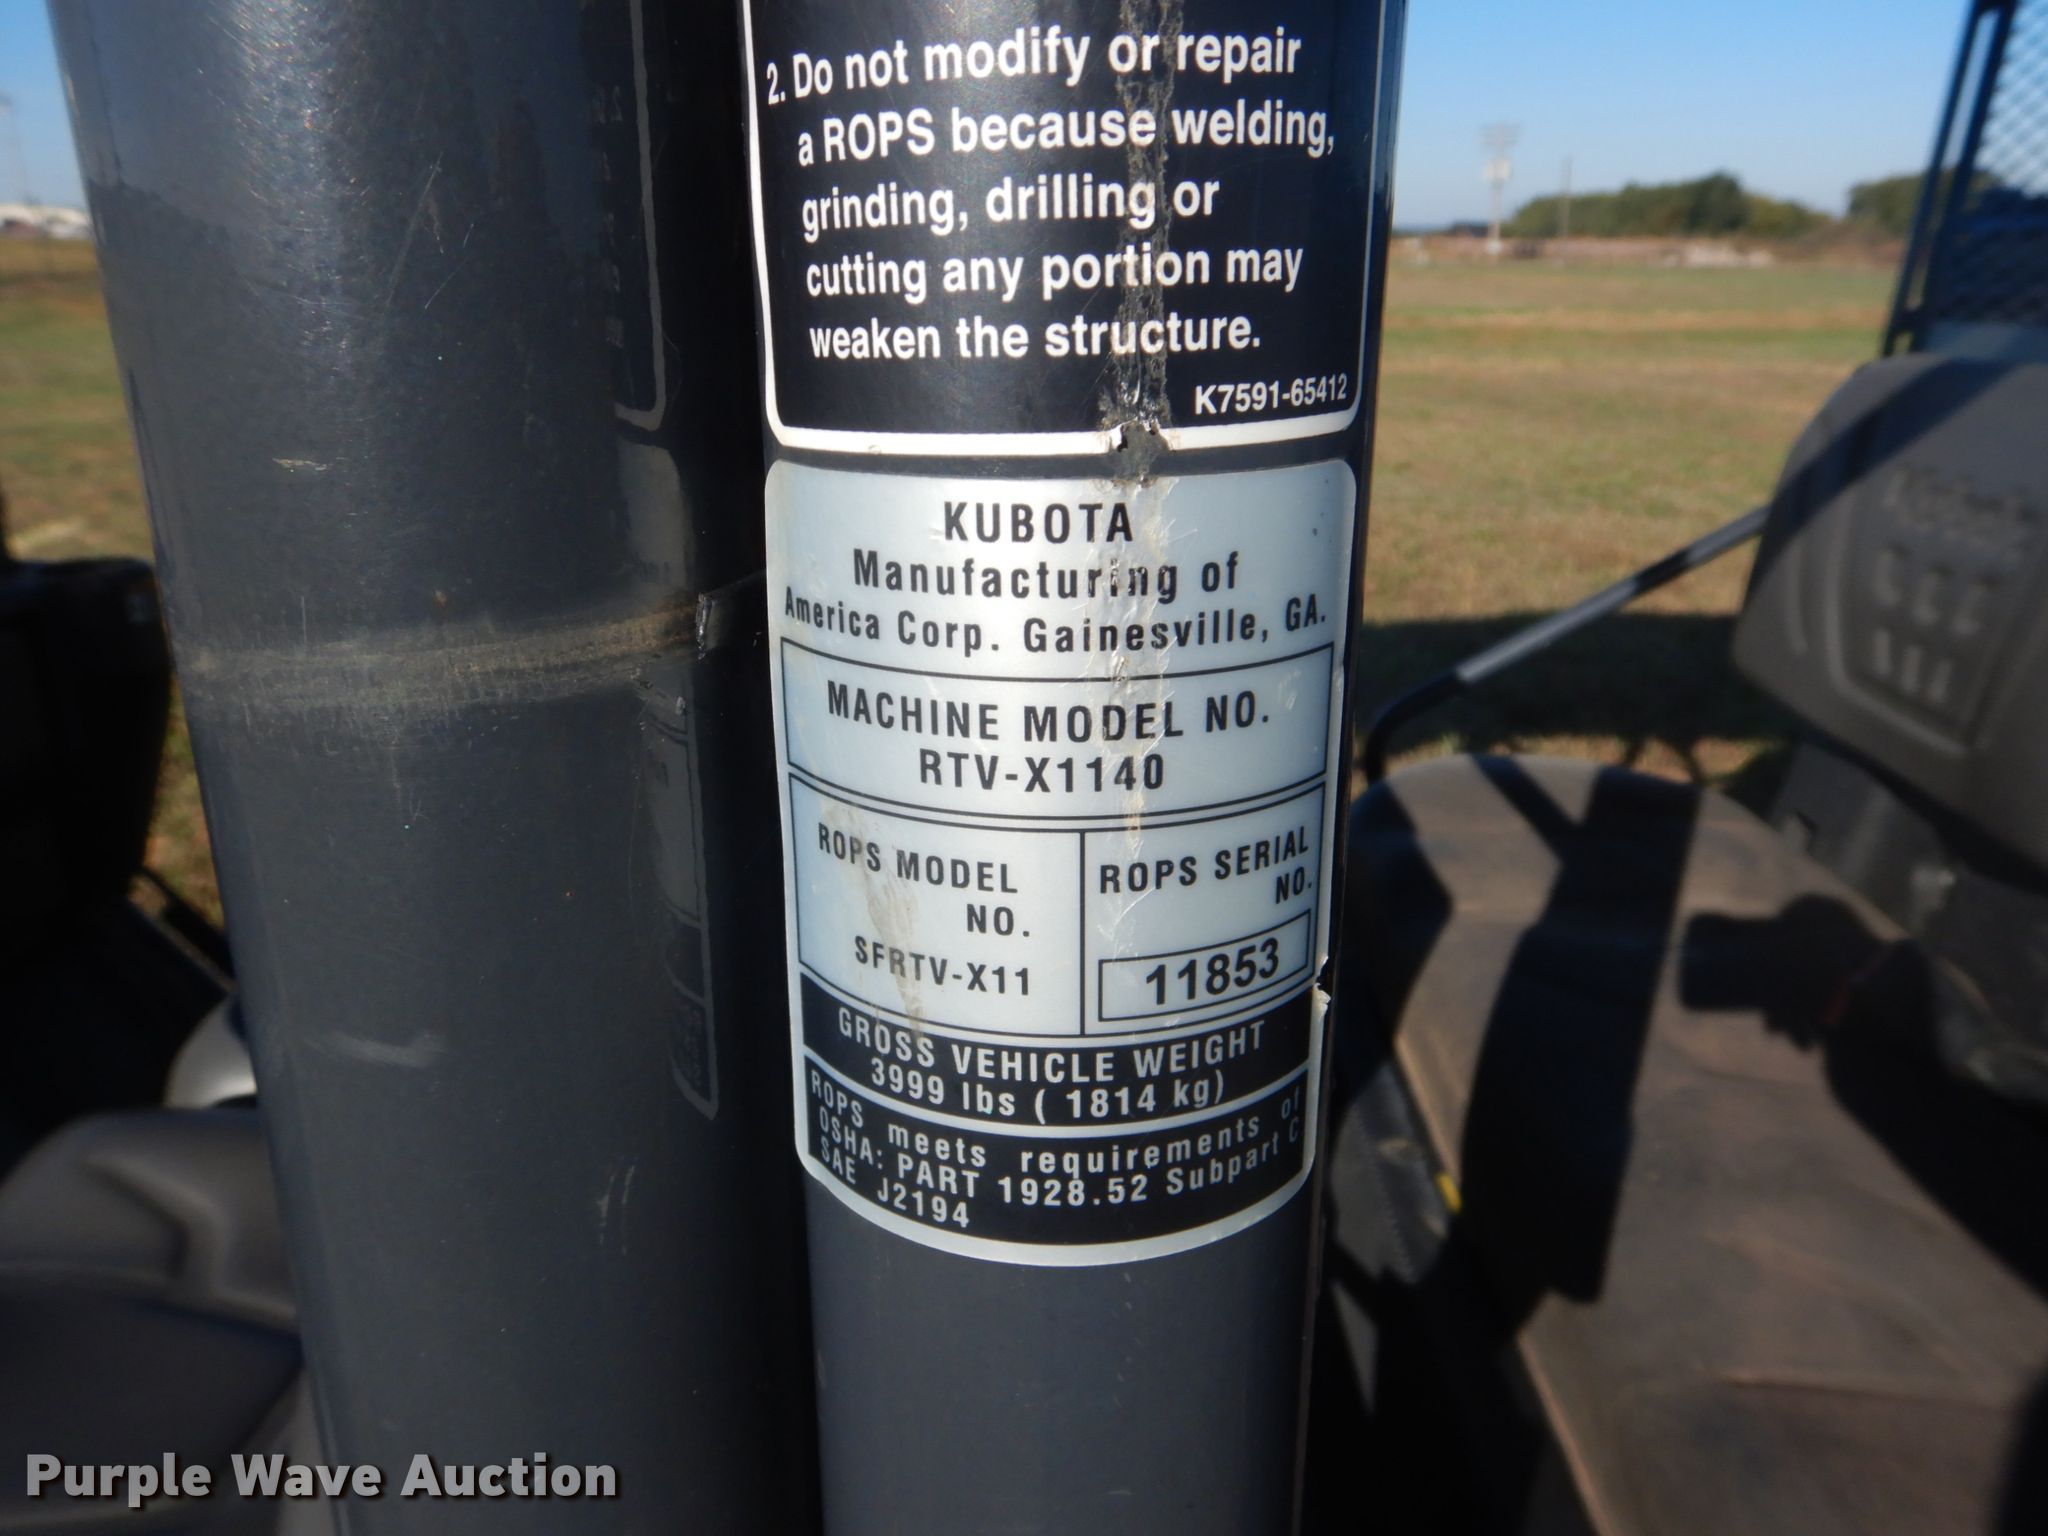 2. Do not modify or repair
a ROPS because welding,
grinding, drilling or
cutting any portion may
weaken the structure.
K7591-65412
KUBOTA
Manufacturing of
America Corp. Gainesville, GA.
MACHINE MODEL NO.
RTV-X1140
ROPS MODEL
NO.
SFRTV-X11
ROPS SERIAL
NO.
11853
GROSS VEHICLE WEIGHT
3999 lbs ( 1814 kg)
ROPS meets requirements of
OSHA: PART 1928.52 Subpart C
SAE J2194
Purple Wave Auction